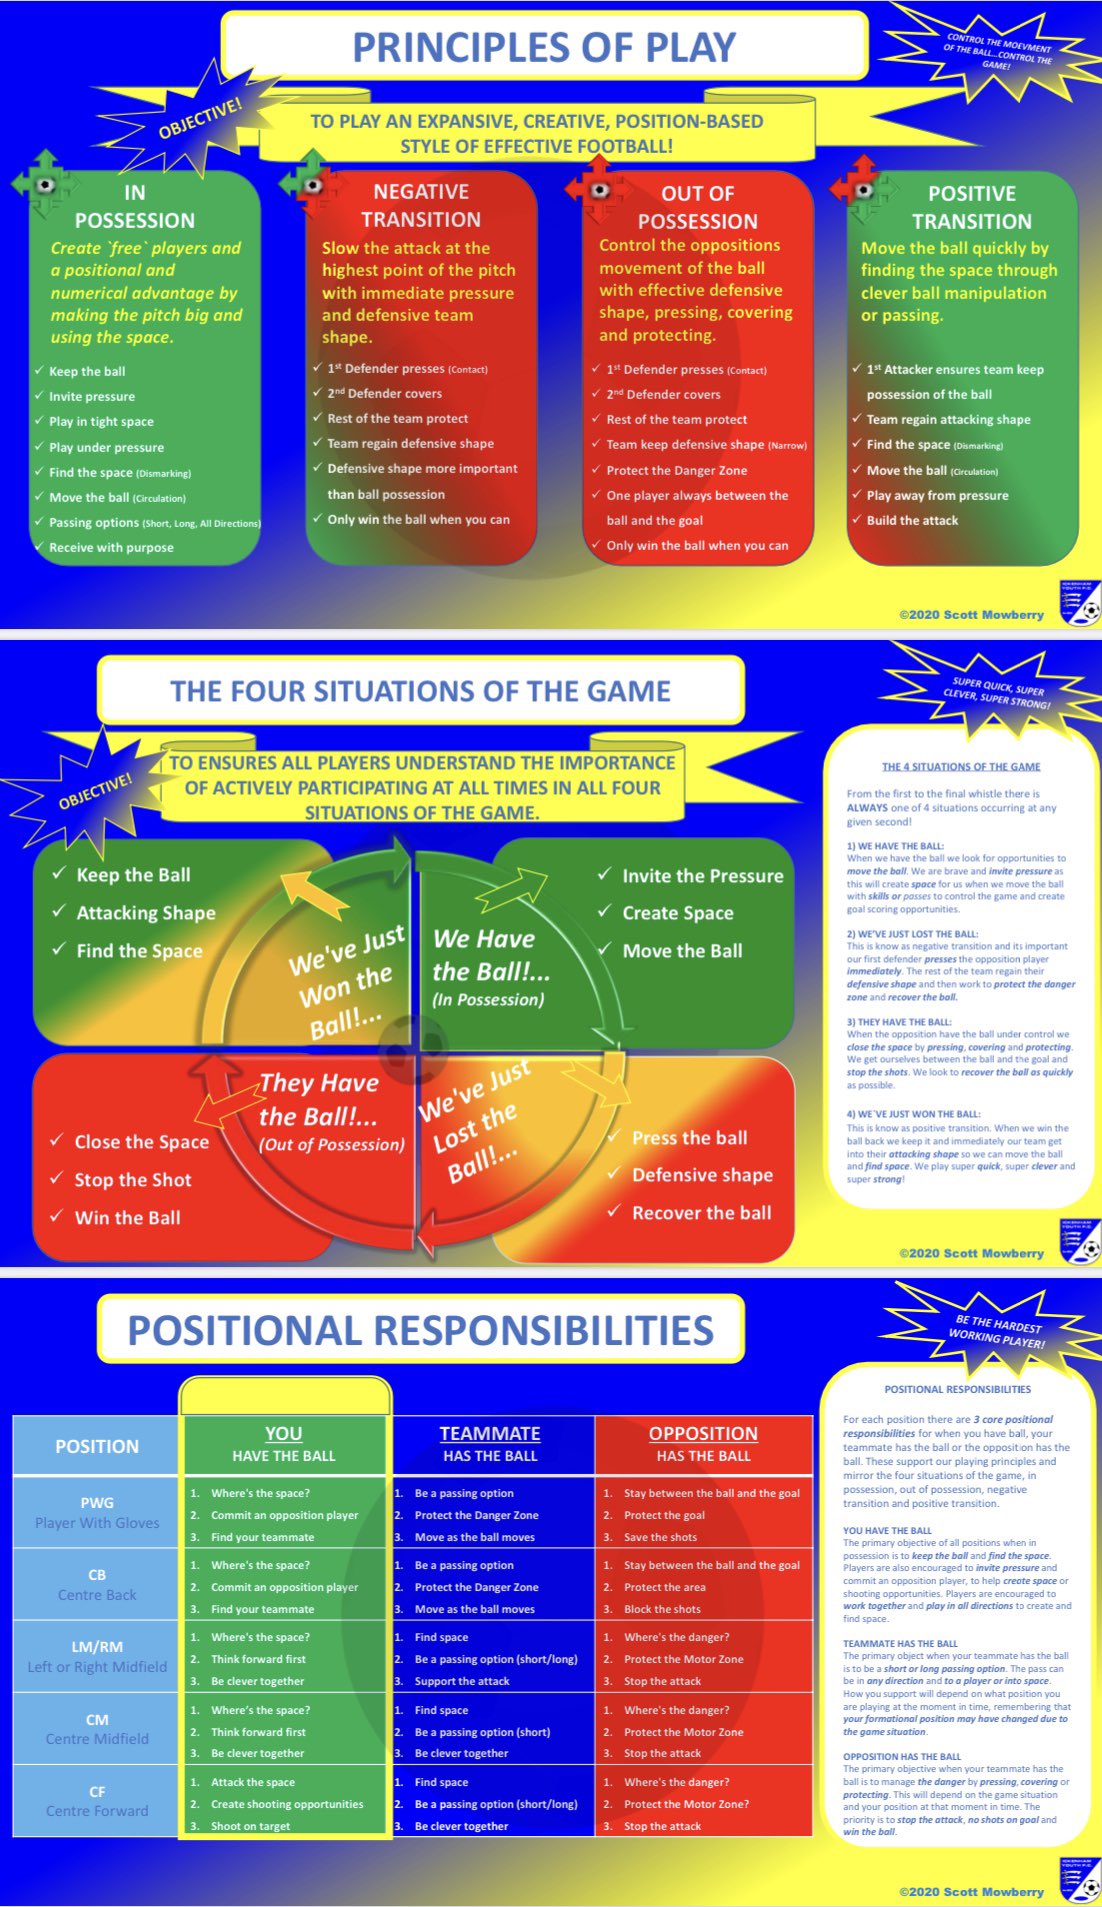 PRINCIPLES OF PLAY
CONTROL THE MOEVMENT
OF THE BALL...CONTROL THE
GAME!
OBJECTIVE!
TO PLAY AN EXPANSIVE, CREATIVE, POSITION-BASED
STYLE OF EFFECTIVE FOOTBALL!
IN
POSSESSION
Create `free` players and
a positional and
numerical advantage by
making the pitch big and
using the space.
✓ Keep the ball
✓ Invite pressure
✓ Play in tight space
✓ Play under pressure
✓ Find the space (Dismarking)
✓ Move the ball (Circulation)
✓ Passing options (Short, Long, All Directions)
✓ Receive with purpose
NEGATIVE
TRANSITION
Slow the attack at the
highest point of the pitch
with immediate pressure
and defensive team
shape.
✓ 1st Defender presses (Contact)
✓ 2nd Defender covers
✓ Rest of the team protect
✓ Team regain defensive shape
✓ Defensive shape more important
than ball possession
✓ Only win the ball when you can
OUT OF
POSSESSION
Control the oppositions
movement of the ball
with effective defensive
shape, pressing, covering
and protecting.
✓ 1st Defender presses (Contact)
✓ 2nd Defender covers
✓ Rest of the team protect
✓ Team keep defensive shape (Narrow)
✓ Protect the Danger Zone
✓ One player always between the
ball and the goal
✓ Only win the ball when you can
POSITIVE
TRANSITION
Move the ball quickly by
finding the space through
clever ball manipulation
or passing.
✓ 1st Attacker ensures team keep
possession of the ball
✓ Team regain attacking shape
✓ Find the space (Dismarking)
✓ Move the ball (Circulation)
✓ Play away from pressure
✓ Build the attack
ICKENHAM
YOUTH F.C.
©2020 Scott Mowberry
THE FOUR SITUATIONS OF THE GAME
SUPER QUICK, SUPER
CLEVER, SUPER STRONG!
OBJECTIVE!
TO ENSURES ALL PLAYERS UNDERSTAND THE IMPORTANCE
OF ACTIVELY PARTICIPATING AT ALL TIMES IN ALL FOUR
SITUATIONS OF THE GAME.
✓ Keep the Ball
✓ Attacking Shape
✓ Find the Space
We've Just
Won the
Ball!...
We Have
the Ball!...
(In Possession)
✓ Invite the Pressure
✓ Create Space
✓ Move the Ball
They Have
the Ball!...
(Out of Possession)
✓ Close the Space
✓ Stop the Shot
✓ Win the Ball
We've Just
Lost the
Ball!...
✓ Press the ball
✓ Defensive shape
✓ Recover the ball
THE 4 SITUATIONS OF THE GAME
From the first to the final whistle there is
ALWAYS one of 4 situations occurring at any
given second!
1) WE HAVE THE BALL:
When we have the ball we look for opportunities to
move the ball. We are brave and invite pressure as
this will create space for us when we move the ball
with skills or passes to control the game and create
goal scoring opportunities.
2) WE'VE JUST LOST THE BALL:
This is know as negative transition and its important
our first defender presses the opposition player
immediately. The rest of the team regain their
defensive shape and then work to protect the danger
zone and recover the ball.
3) THEY HAVE THE BALL:
When the opposition have the ball under control we
close the space by pressing, covering and protecting.
We get ourselves between the ball and the goal and
stop the shots. We look to recover the ball as quickly
as possible.
4) WE`VE JUST WON THE BALL:
This is know as positive transition. When we win the
ball back we keep it and immediately our team get
into their attacking shape so we can move the ball
and find space. We play super quick, super clever and
super strong!
ICKENHAM
YOUTH F.C.
©2020 Scott Mowberry
POSITIONAL RESPONSIBILITIES
BE THE HARDEST
WORKING PLAYER!
POSITION
YOU
HAVE THE BALL
TEAMMATE
HAS THE BALL
OPPOSITION
HAS THE BALL
PWG
Player With Gloves
1. Where's the space?
2. Commit an opposition player
3. Find your teammate
1. Be a passing option
2. Protect the Danger Zone
3. Move as the ball moves
1. Stay between the ball and the goal
2. Protect the goal
3. Save the shots
CB
Centre Back
1. Where's the space?
2. Commit an opposition player
3. Find your teammate
1. Be a passing option
2. Protect the Danger Zone
3. Move as the ball moves
1. Stay between the ball and the goal
2. Protect the area
3. Block the shots
LM/RM
Left or Right Midfield
1. Where's the space?
2. Think forward first
3. Be clever together
1. Find space
2. Be a passing option (short/long)
3. Support the attack
1. Where's the danger?
2. Protect the Motor Zone
3. Stop the attack
CM
Centre Midfield
1. Where's the space?
2. Think forward first
3. Be clever together
1. Find space
2. Be a passing option (short)
3. Be clever together
1. Where's the danger?
2. Protect the Motor Zone
3. Stop the attack
CF
Centre Forward
1. Attack the space
2. Create shooting opportunities
3. Shoot on target
1. Find space
2. Be a passing option (short/long)
3. Be clever together
1. Where's the danger?
2. Protect the Motor Zone?
3. Stop the attack
POSITIONAL RESPONSIBILITIES
For each position there are 3 core positional
responsibilities for when you have ball, your
teammate has the ball or the opposition has the
ball. These support our playing principles and
mirror the four situations of the game, in
possession, out of possession, negative
transition and positive transition.
YOU HAVE THE BALL
The primary objective of all positions when in
possession is to keep the ball and find the space.
Players are also encouraged to invite pressure and
commit an opposition player, to help create space or
shooting opportunities. Players are encouraged to
work together and play in all directions to create and
find space.
TEAMMATE HAS THE BALL
The primary object when your teammate has the ball
is to be a short or long passing option. The pass can
be in any direction and to a player or into space.
How you support will depend on what position you
are playing at the moment in time, remembering that
your formational position may have changed due to
the game situation.
OPPOSITION HAS THE BALL
The primary objective when your teammate has the
ball is to manage the danger by pressing, covering or
protecting. This will depend on the game situation
and your position at that moment in time. The
priority is to stop the attack, no shots on goal and
win the ball.
ICKENHAM
YOUTH F.C.
©2020 Scott Mowberry